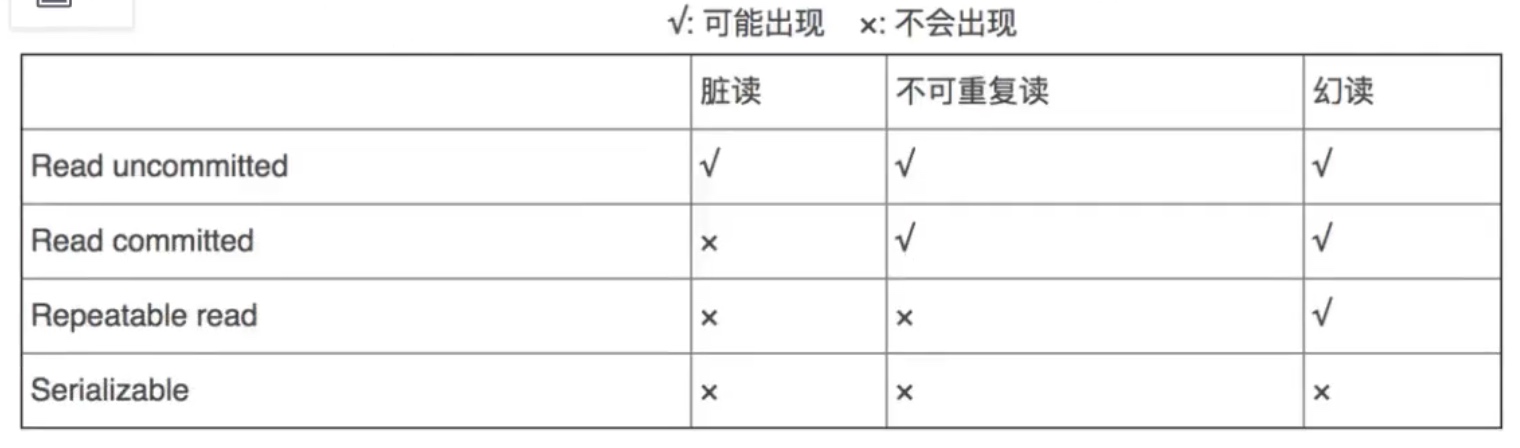 √: 可能出现 ×: 不会出现
脏读 不可重复读 幻读
Read uncommitted √ √ √
Read committed × √ √
Repeatable read × × √
Serializable × × ×